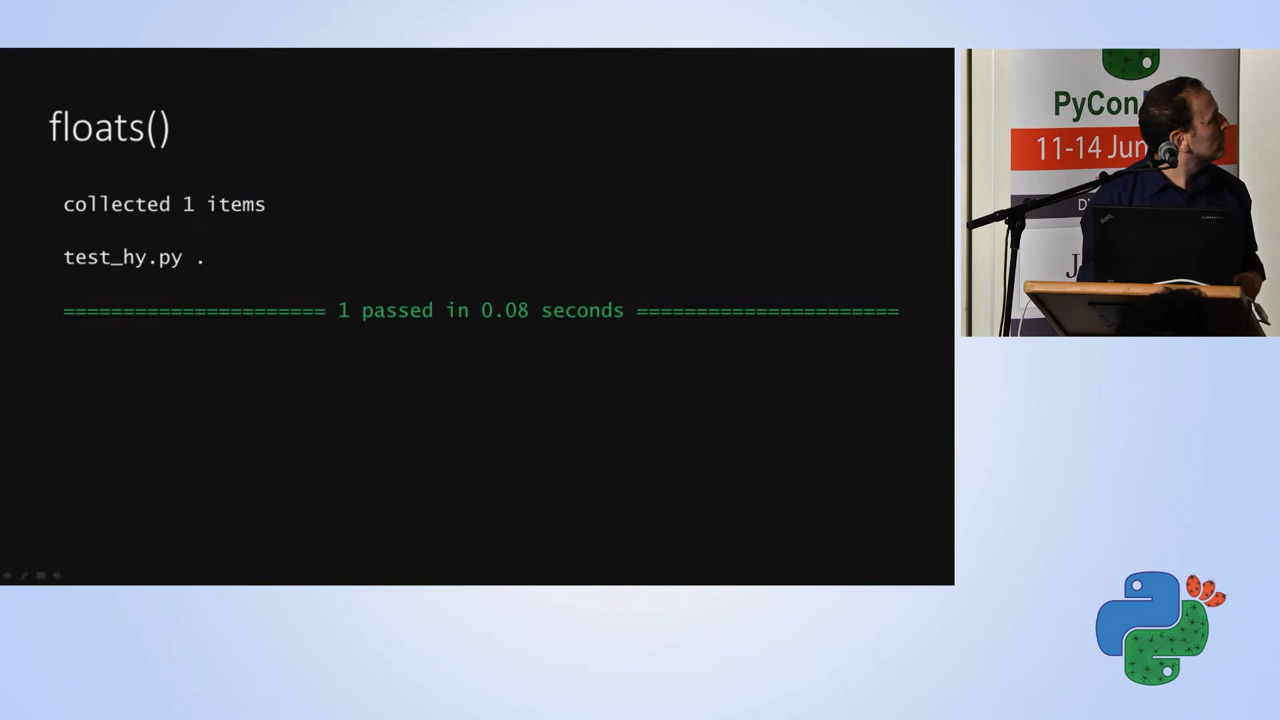 floats()
collected 1 items
test_hy.py .
====================== 1 passed in 0.08 seconds ======================
PyCon
11-14 Jun